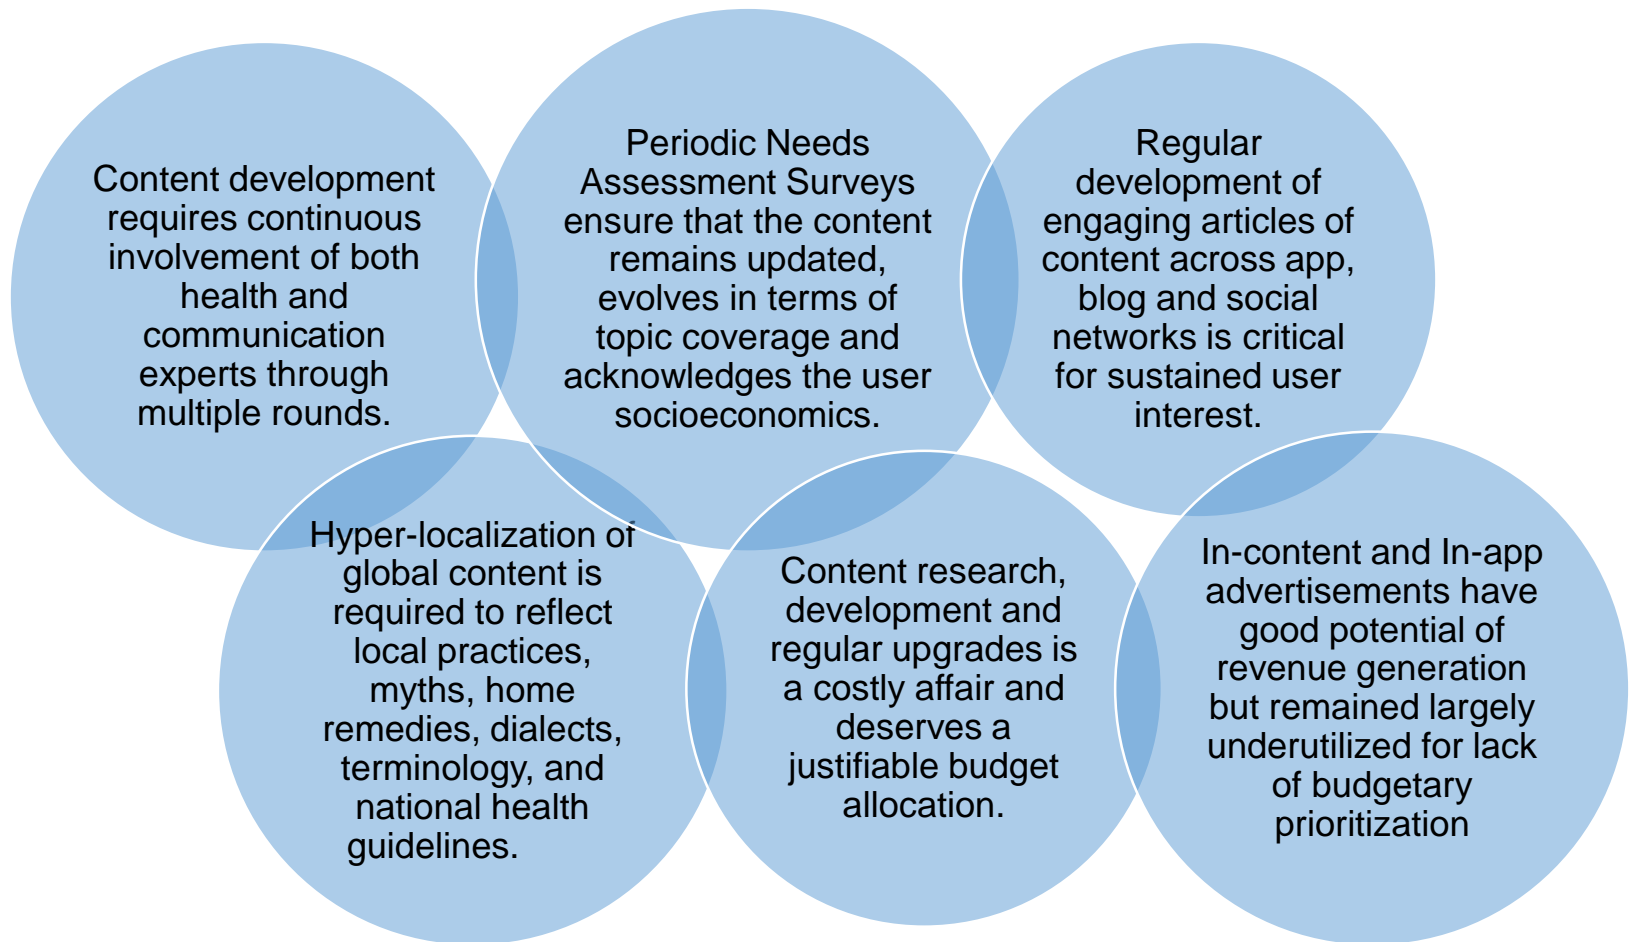 Content development
requires continuous
involvement of both
health and
communication
experts through
multiple rounds.
Periodic Needs
Assessment Surveys
ensure that the content
remains updated,
evolves in terms of
topic coverage and
acknowledges the user
socioeconomics.
Regular
development of
engaging articles of
content across app,
blog and social
networks is critical
for sustained user
interest.
Hyper-localization of
global content is
required to reflect
local practices,
myths, home
remedies, dialects,
terminology, and
national health
guidelines.
Content research,
development and
regular upgrades is
a costly affair and
deserves a
justifiable budget
allocation.
In-content and In-app
advertisements have
good potential of
revenue generation
but remained largely
underutilized for lack
of budgetary
prioritization